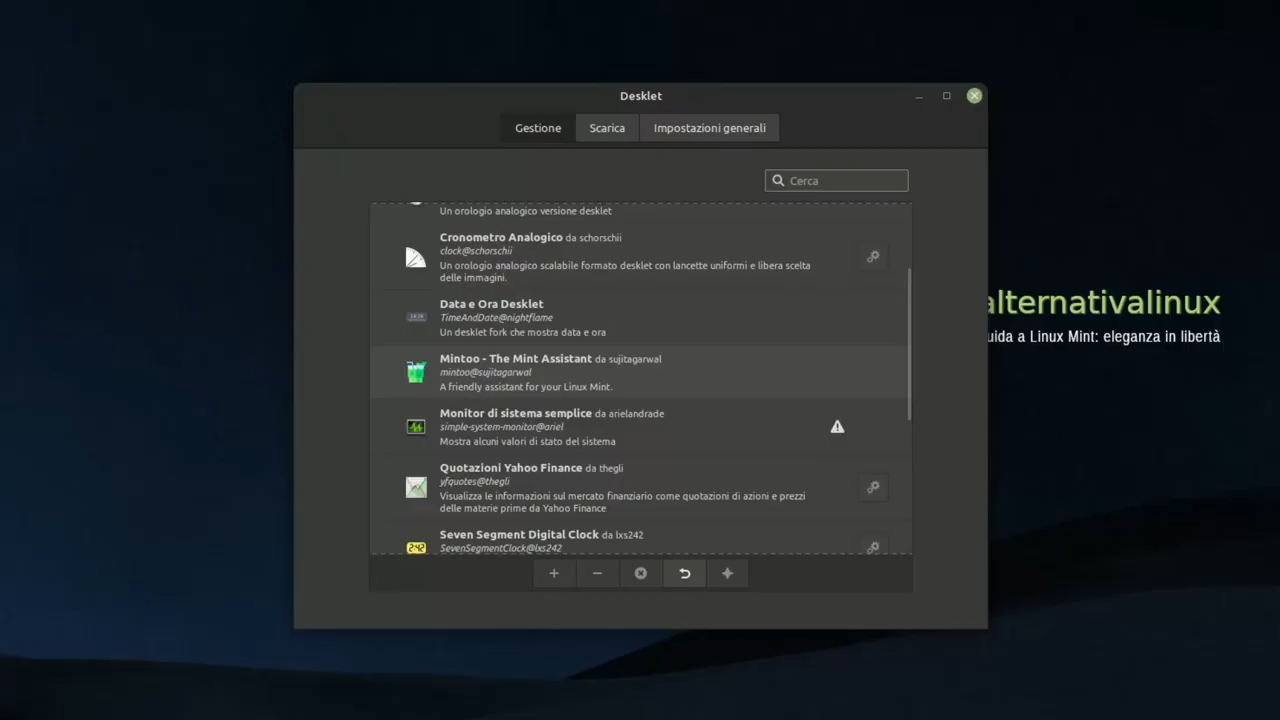 Desklet
Gestione
Scarica
Impostazioni generali
Cerca
Un orologio analogico versione desklet
Cronometro Analogico da schorschii
clock@schorschii
Un orologio analogico scalabile formato desklet con lancette uniformi e libera scelta
delle immagini.
Data e Ora Desklet
TimeAndDate@nightflame
Un desklet fork che mostra data e ora
Mintoo - The Mint Assistant da sujitagarwal
mintoo@sujitagarwal
A friendly assistant for your Linux Mint.
Monitor di sistema semplice da arielandrade
simple-system-monitor@ariel
Mostra alcuni valori di stato del sistema
Quotazioni Yahoo Finance da thegli
yfquotes@thegli
Visualizza le informazioni sul mercato finanziario come quotazioni di azioni e prezzi
delle materie prime da Yahoo Finance
Seven Segment Digital Clock da lxs242
SevenSegmentClock@lxs242
2:42
alternativalinux
uida a Linux Mint: eleganza in libertà